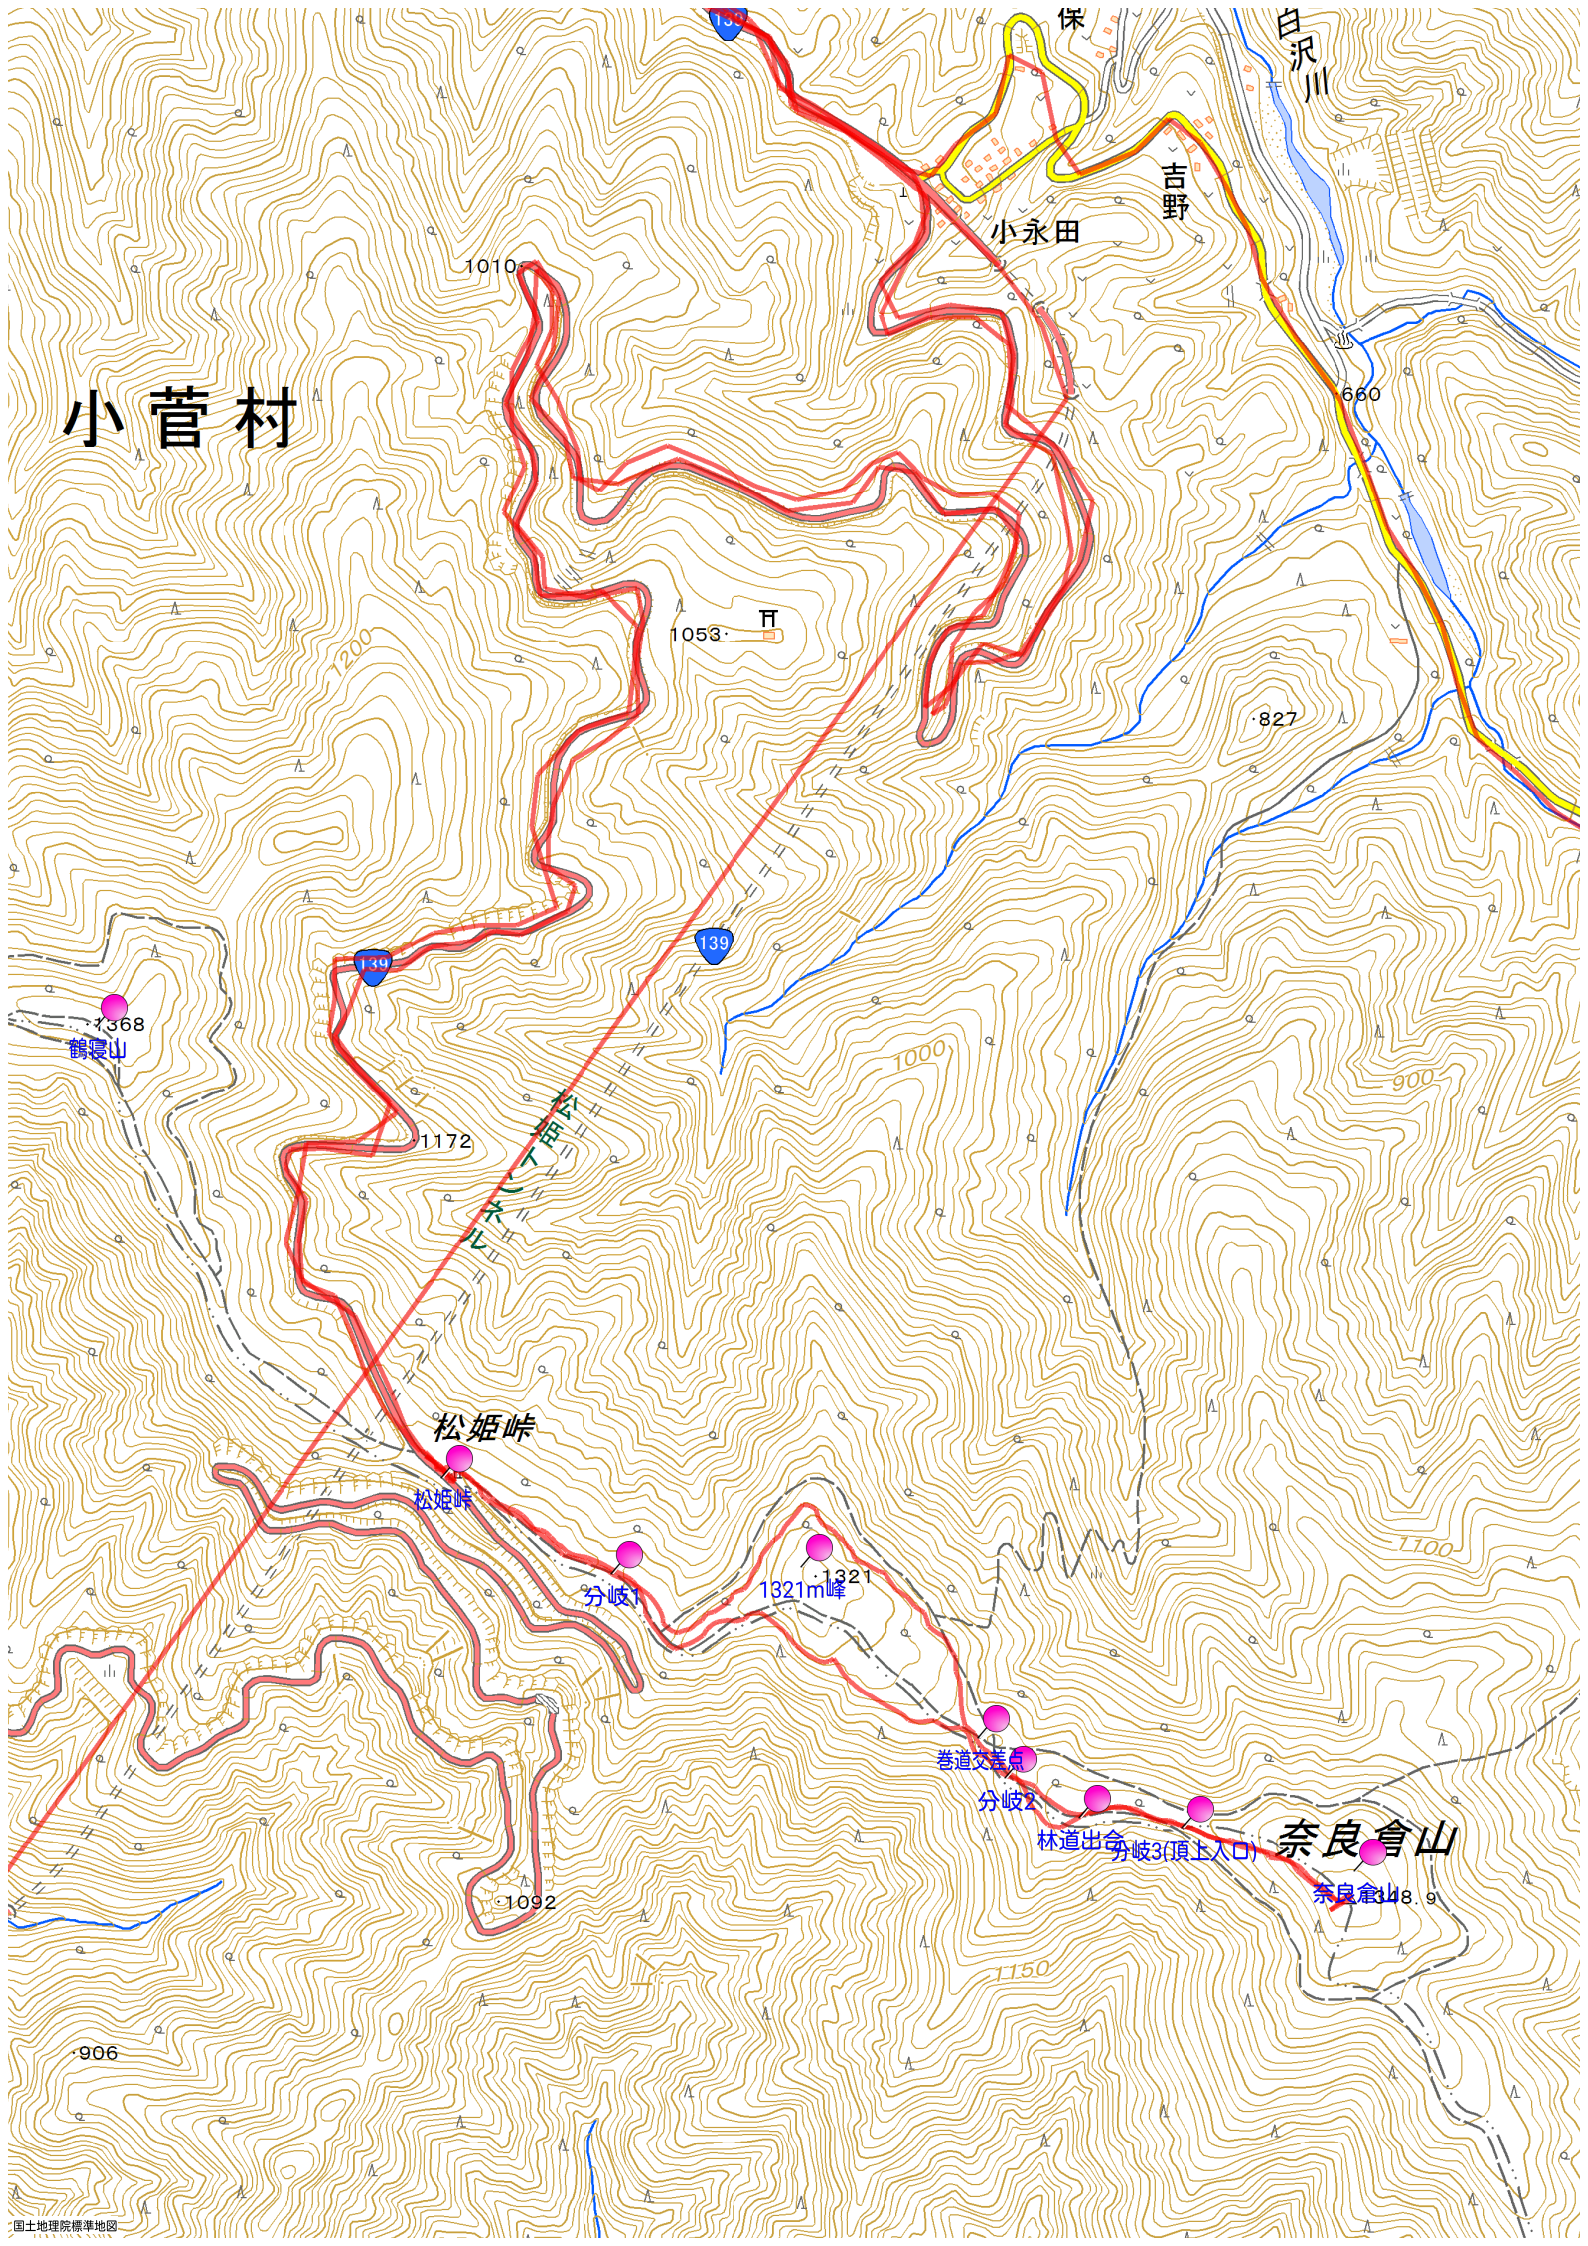 139
保
白沢川
吉野
小永田
1010
小菅村
660
1200
1053
827
139
139
1368
鶴寝山
1000
900
松姫トンネル
1172
松姫峠
松姫峠
1100
分岐1
1321
1321m峰
巻道交差点
分岐2
林道出合
分岐3(頂上入口)
奈良倉山
奈良倉山
1348.9
1092
1150
906
国土地理院標準地図